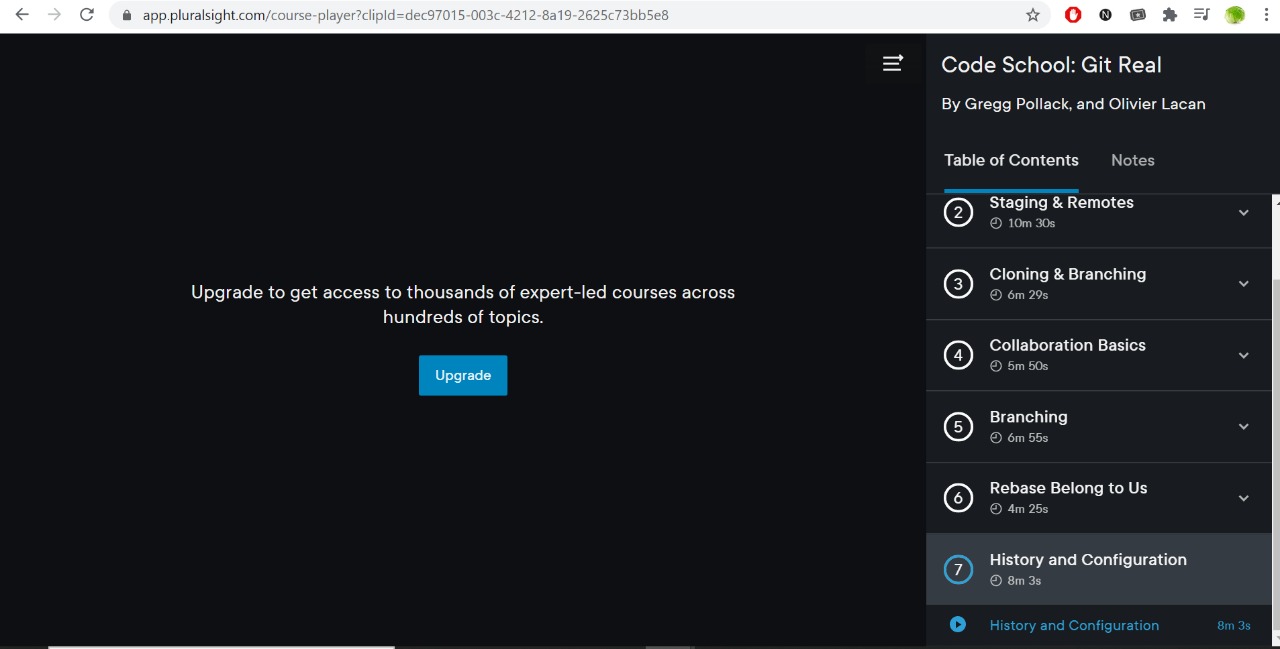 app.pluralsight.com/course-player?clipId=dec97015-003c-4212-8a19-2625c73bb5e8
N
Code School: Git Real
By Gregg Pollack, and Olivier Lacan
Table of Contents
Notes
2
Staging & Remotes
10m 30s
3
Cloning & Branching
6m 29s
4
Collaboration Basics
5m 50s
5
Branching
6m 55s
6
Rebase Belong to Us
4m 25s
7
History and Configuration
8m 3s
History and Configuration
8m 3s
Upgrade to get access to thousands of expert-led courses across
hundreds of topics.
Upgrade